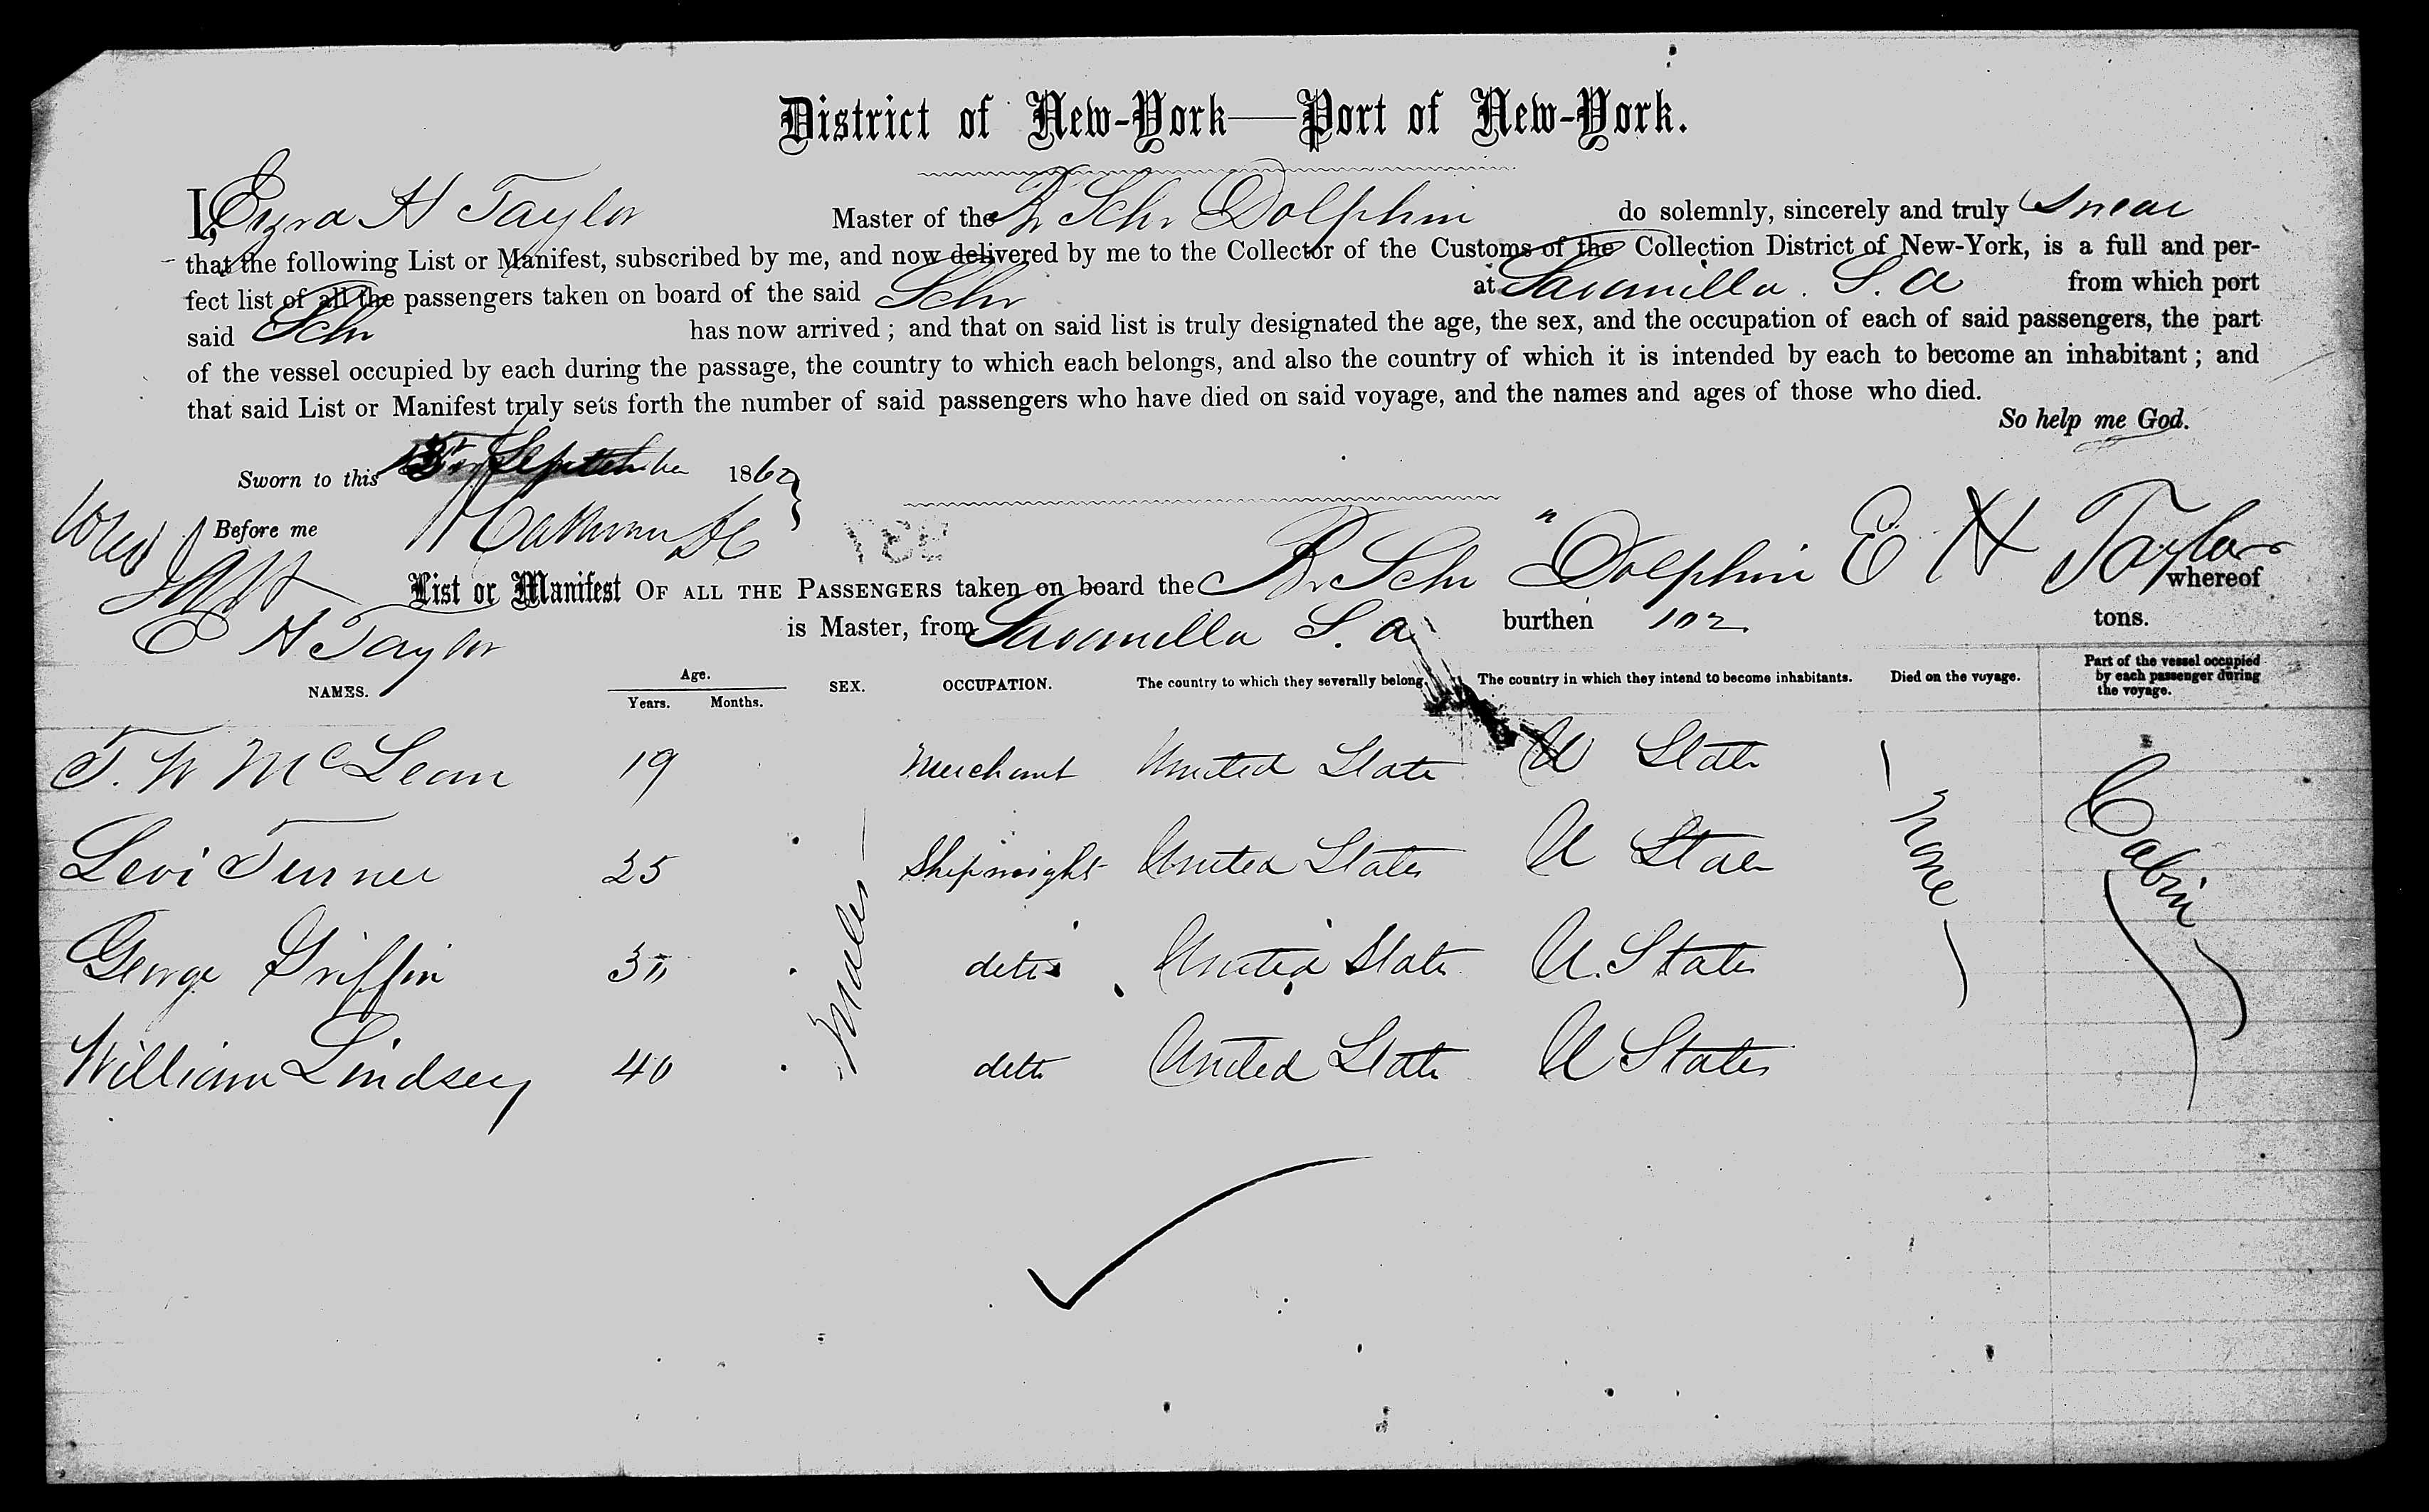 District of New-York—Port of New-York.
I, Ezra H Taylor Master of the Br Schr Dolphin do solemnly, sincerely and truly Swear
that the following List or Manifest, subscribed by me, and now delivered by me to the Collector of the Customs of the Collection District of New-York, is a full and per-
fect list of all the passengers taken on board of the said Schr at Savanilla. S. A from which port
said Schr has now arrived; and that on said list is truly designated the age, the sex, and the occupation of each of said passengers, the part
of the vessel occupied by each during the passage, the country to which each belongs, and also the country of which it is intended by each to become an inhabitant; and
that said List or Manifest truly sets forth the number of said passengers who have died on said voyage, and the names and ages of those who died.
So help me God.
Sworn to this September 1862
Before me
List or Manifest OF ALL THE PASSENGERS taken on board the Br Schr "Dolphin E H Taylor whereof
E H Taylor is Master, from Savanilla S. A burthen 102 tons.
NAMES. Age. Years. Months. SEX. OCCUPATION. The country to which they severally belong. The country in which they intend to become inhabitants. Died on the voyage. Part of the vessel occupied by each passenger during the voyage.
T. W McLean 19 Merchant United State U State
Levi Turner 25 Shipwright United States U Staes
George Griffin 30 detto United State U. States
William Lindsey 40 detto United State U States
Males
None
Cabin